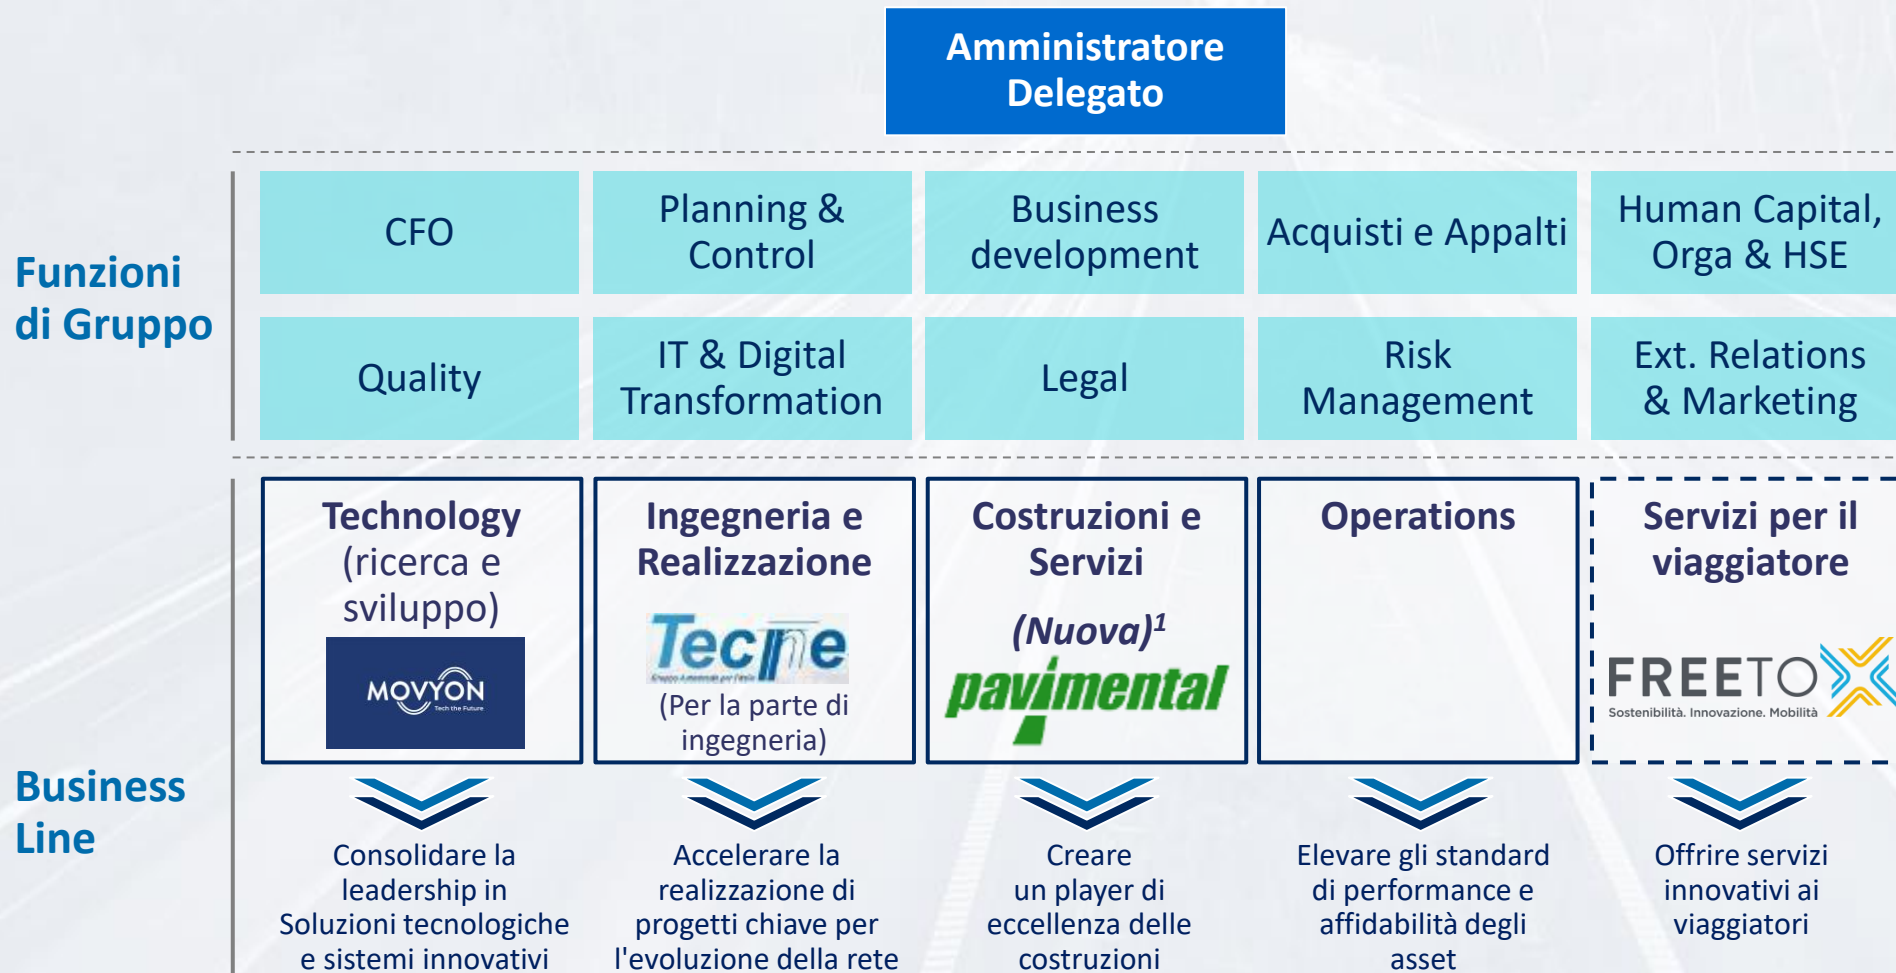 Amministratore
Delegato
Funzioni
di Gruppo
CFO
Planning &
Control
Business
development
Acquisti e Appalti
Human Capital,
Orga & HSE
Quality
IT & Digital
Transformation
Legal
Risk
Management
Ext. Relations
& Marketing
Business
Line
Technology
(ricerca e
sviluppo)
MOVYON
Tech the Future
Ingegneria e
Realizzazione
Tecne
Gruppo Autostrade per l'Italia
(Per la parte di
ingegneria)
Costruzioni e
Servizi
(Nuova)¹
pavimental
Operations
Servizi per il
viaggiatore
FREETO
Sostenibilità. Innovazione. Mobilità
Consolidare la
leadership in
Soluzioni tecnologiche
e sistemi innovativi
Accelerare la
realizzazione di
progetti chiave per
l'evoluzione della rete
Creare
un player di
eccellenza delle
costruzioni
Elevare gli standard
di performance e
affidabilità degli
asset
Offrire servizi
innovativi ai
viaggiatori